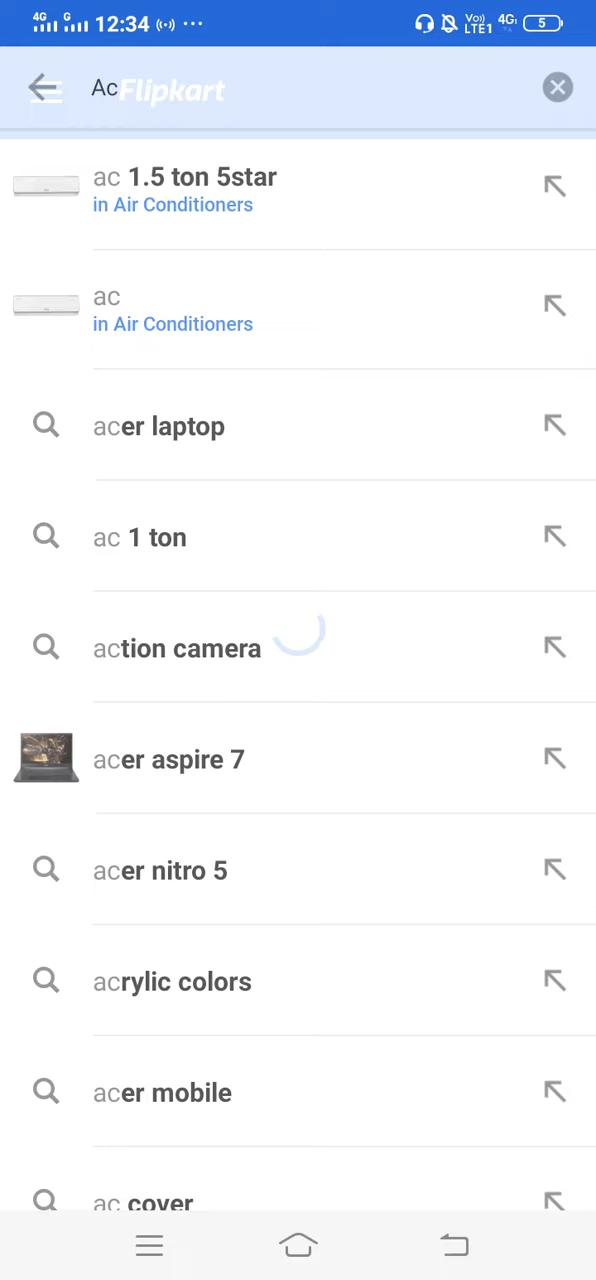 4G G 12:34 Vo)) LTE1 4G 5
Ac Flipkart
ac 1.5 ton 5star
in Air Conditioners
ac
in Air Conditioners
acer laptop
ac 1 ton
action camera
acer aspire 7
acer nitro 5
acrylic colors
acer mobile
ac cover